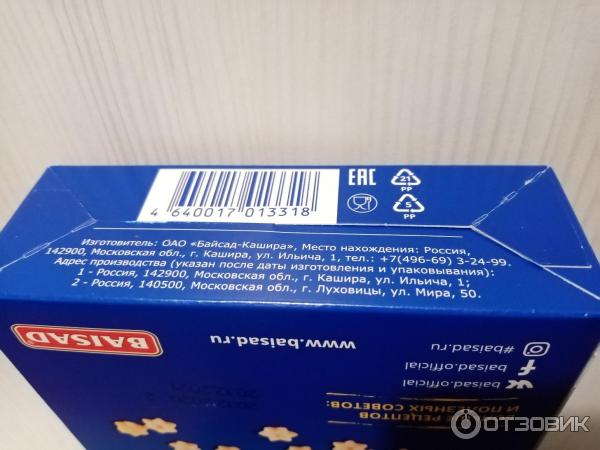 4 640017 013318
EAC
21
PP
5
PP
Изготовитель: ОАО «Байсад-Кашира», Место нахождения: Россия,
142900, Московская обл., г. Кашира, ул. Ильича, 1, тел.: +7(496-69) 3-24-99.
Адрес производства (указан после даты изготовления и упаковывания):
1 - Россия, 142900, Московская обл., г. Кашира, ул. Ильича, 1;
2 - Россия, 140500, Московская обл., г. Луховицы, ул. Мира, 50.
BAISAD
www.baisad.ru
#baisad.ru
baisad.official
baisad.official
РЕЦЕПТОВ
И ПОЛЕЗНЫХ СОВЕТОВ:
ОТЗОВИК